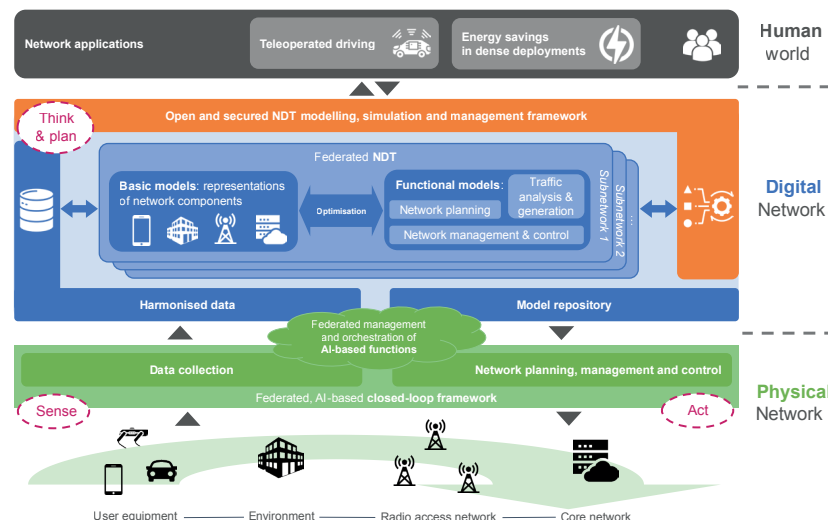 Human
world
Network applications
Teleoperated driving
Energy savings
in dense deployments
Think
& plan
Open and secured NDT modelling, simulation and management framework
Federated NDT
Basic models: representations
of network components
Optimisation
Functional models:
Traffic
analysis &
generation
Network planning
Network management & control
Subnetwork 1
Subnetwork 2
...
Digital
Network
Harmonised data
Model repository
Federated management
and orchestration of
AI-based functions
Data collection
Network planning, management and control
Federated, AI-based closed-loop framework
Sense
Act
Physical
Network
User equipment
Environment
Radio access network
Core network